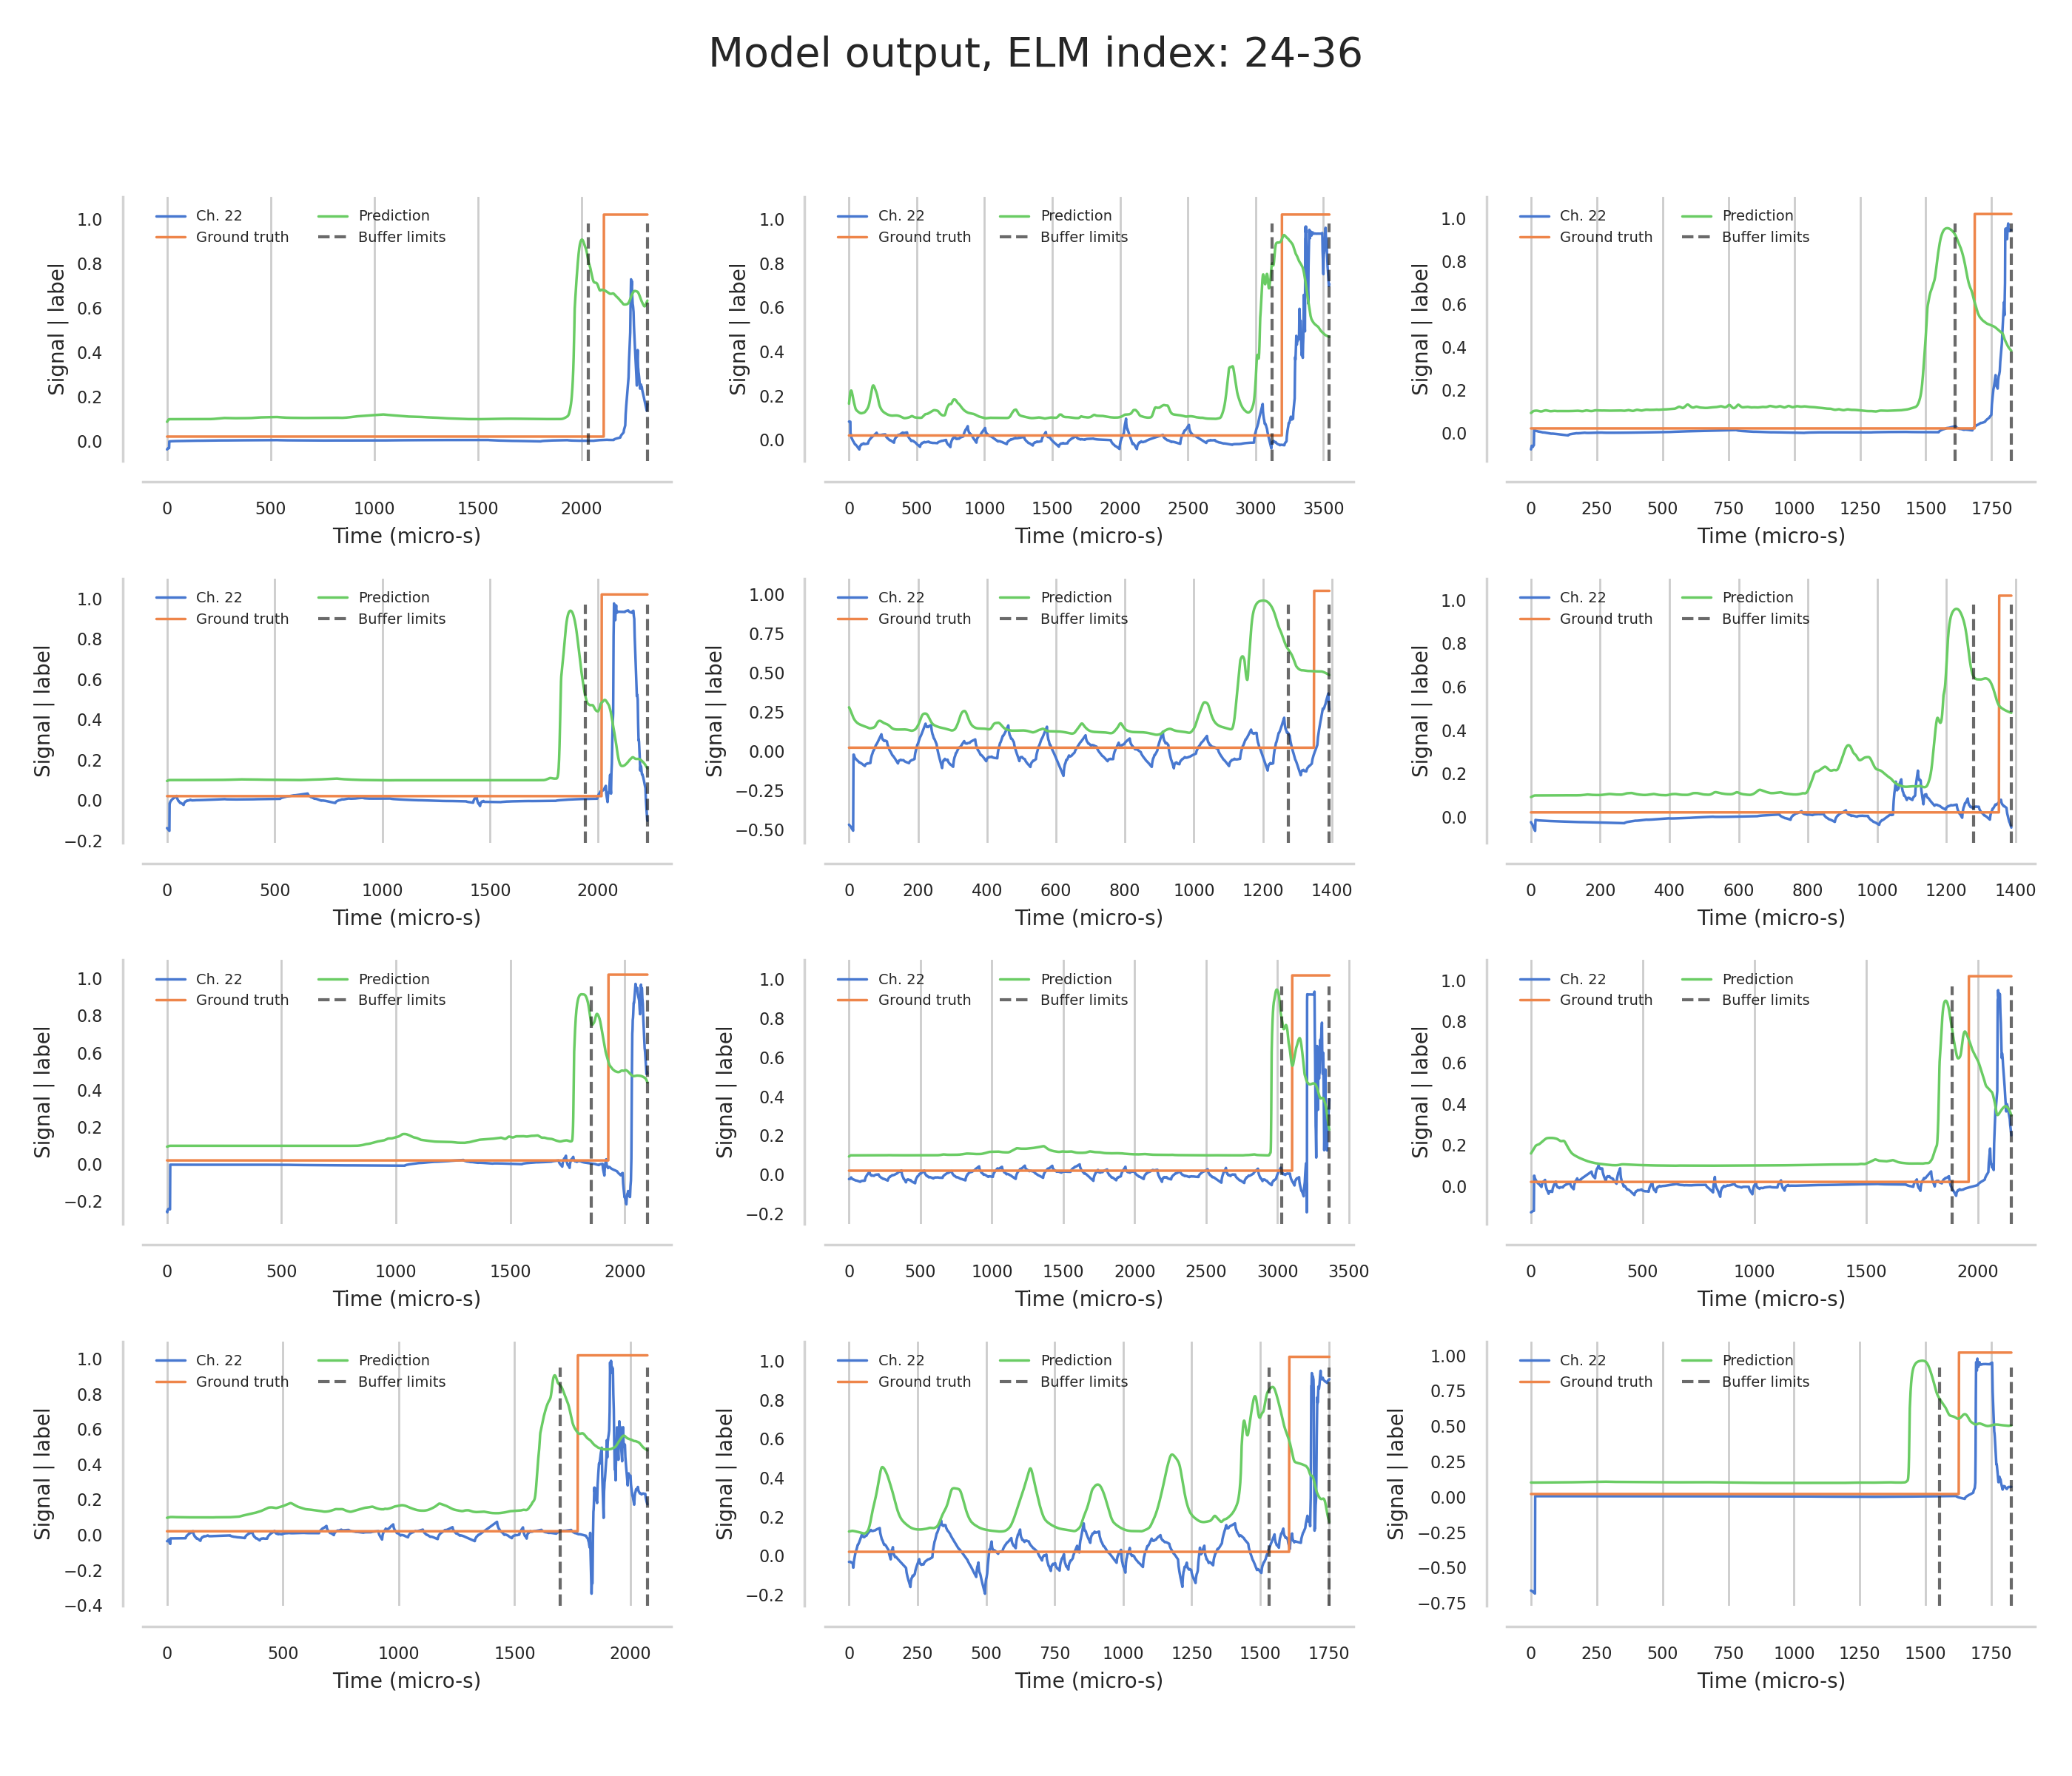 Model output, ELM index: 24-36
Signal | label
1.0
0.8
0.6
0.4
0.2
0.0
Ch. 22
Ground truth
Prediction
Buffer limits
0 500 1000 1500 2000
Time (micro-s)
Signal | label
1.0
0.8
0.6
0.4
0.2
0.0
Ch. 22
Ground truth
Prediction
Buffer limits
0 500 1000 1500 2000 2500 3000 3500
Time (micro-s)
Signal | label
1.0
0.8
0.6
0.4
0.2
0.0
Ch. 22
Ground truth
Prediction
Buffer limits
0 250 500 750 1000 1250 1500 1750
Time (micro-s)
Signal | label
1.0
0.8
0.6
0.4
0.2
0.0
−0.2
Ch. 22
Ground truth
Prediction
Buffer limits
0 500 1000 1500 2000
Time (micro-s)
Signal | label
1.00
0.75
0.50
0.25
0.00
−0.25
−0.50
Ch. 22
Ground truth
Prediction
Buffer limits
0 200 400 600 800 1000 1200 1400
Time (micro-s)
Signal | label
1.0
0.8
0.6
0.4
0.2
0.0
Ch. 22
Ground truth
Prediction
Buffer limits
0 200 400 600 800 1000 1200 1400
Time (micro-s)
Signal | label
1.0
0.8
0.6
0.4
0.2
0.0
−0.2
Ch. 22
Ground truth
Prediction
Buffer limits
0 500 1000 1500 2000
Time (micro-s)
Signal | label
1.0
0.8
0.6
0.4
0.2
0.0
−0.2
Ch. 22
Ground truth
Prediction
Buffer limits
0 500 1000 1500 2000 2500 3000 3500
Time (micro-s)
Signal | label
1.0
0.8
0.6
0.4
0.2
0.0
Ch. 22
Ground truth
Prediction
Buffer limits
0 500 1000 1500 2000
Time (micro-s)
Signal | label
1.0
0.8
0.6
0.4
0.2
0.0
−0.2
−0.4
Ch. 22
Ground truth
Prediction
Buffer limits
0 500 1000 1500 2000
Time (micro-s)
Signal | label
1.0
0.8
0.6
0.4
0.2
0.0
−0.2
Ch. 22
Ground truth
Prediction
Buffer limits
0 250 500 750 1000 1250 1500 1750
Time (micro-s)
Signal | label
1.00
0.75
0.50
0.25
0.00
−0.25
−0.50
−0.75
Ch. 22
Ground truth
Prediction
Buffer limits
0 250 500 750 1000 1250 1500 1750
Time (micro-s)